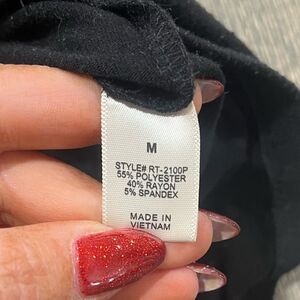 M
STYLE# RT-2100P
55% POLYESTER
40% RAYON
5% SPANDEX
MADE IN
VIETNAM